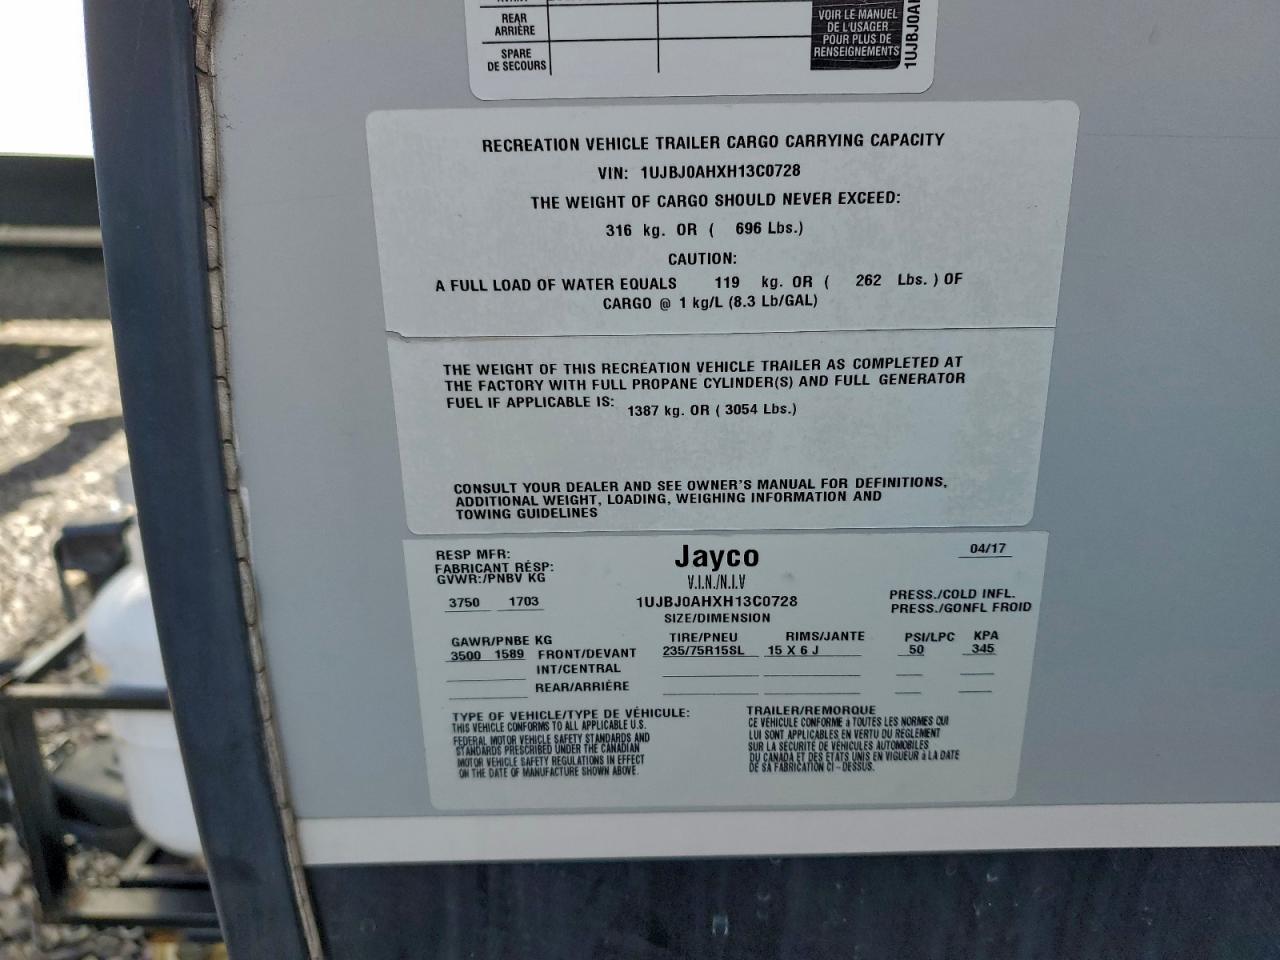 REAR
ARRIÈRE
SPARE
DE SECOURS
VOIR LE MANUEL
DE L'USAGER
POUR PLUS DE
RENSEIGNEMENTS
RECREATION VEHICLE TRAILER CARGO CARRYING CAPACITY
VIN: 1UJBJ0AHXH13C0728
THE WEIGHT OF CARGO SHOULD NEVER EXCEED:
316 kg. OR ( 696 Lbs.)
CAUTION:
A FULL LOAD OF WATER EQUALS 119 kg. OR ( 262 Lbs. ) OF
CARGO @ 1 kg/L (8.3 Lb/GAL)
THE WEIGHT OF THIS RECREATION VEHICLE TRAILER AS COMPLETED AT
THE FACTORY WITH FULL PROPANE CYLINDER(S) AND FULL GENERATOR
FUEL IF APPLICABLE IS: 1387 kg. OR ( 3054 Lbs.)
CONSULT YOUR DEALER AND SEE OWNER'S MANUAL FOR DEFINITIONS,
ADDITIONAL WEIGHT, LOADING, WEIGHING INFORMATION AND
TOWING GUIDELINES
RESP MFR: Jayco 04/17
FABRICANT RÉSP:
GVWR:/PNBV KG V.I.N./N.I.V
3750 1703 1UJBJ0AHXH13C0728 PRESS./COLD INFL.
PRESS./GONFL FROID
SIZE/DIMENSION
GAWR/PNBE KG TIRE/PNEU RIMS/JANTE PSI/LPC KPA
3500 1589 FRONT/DEVANT 235/75R15SL 15 X 6 J 50 345
INT/CENTRAL
REAR/ARRIÈRE
TYPE OF VEHICLE/TYPE DE VÉHICULE: TRAILER/REMORQUE
THIS VEHICLE CONFORMS TO ALL APPLICABLE U.S.
FEDERAL MOTOR VEHICLE SAFETY STANDARDS AND
STANDARDS PRESCRIBED UNDER THE CANADIAN
MOTOR VEHICLE SAFETY REGULATIONS IN EFFECT
ON THE DATE OF MANUFACTURE SHOWN ABOVE.
CE VÉHICULE CONFORME à TOUTES LES NORMES QUI
LUI SONT APPLICABLES EN VERTU DU REGLEMENT
SUR LA SECURITE DE VÉHICULES AUTOMOBILES
DU CANADA ET DES ETATS UNIS EN VIGUEUR à LA DATE
DE SA FABRICATION CI-DESSUS.